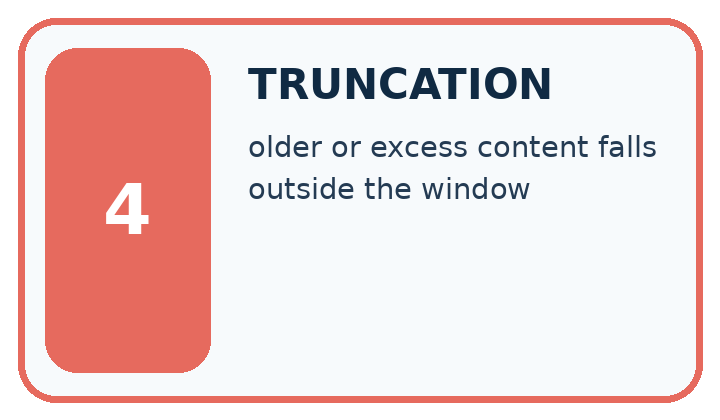 4
TRUNCATION
older or excess content falls
outside the window